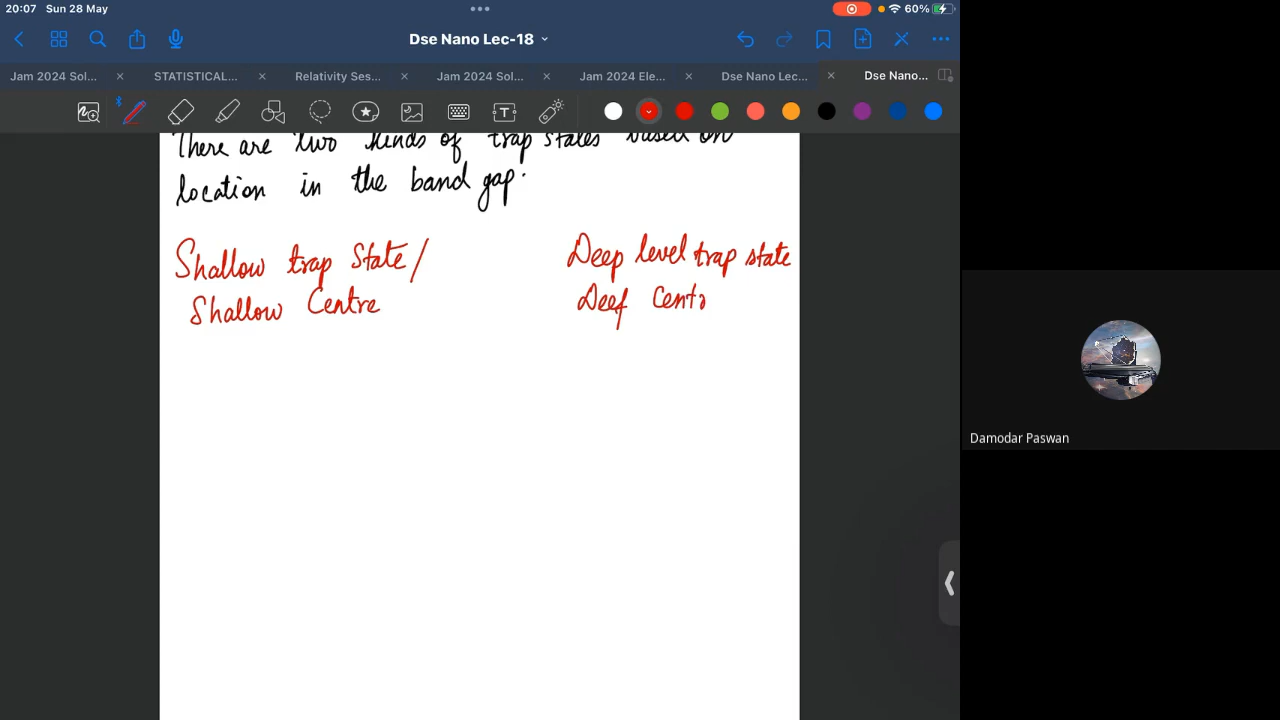 20:07 Sun 28 May
60%
Dse Nano Lec-18
Jam 2024 Sol...
STATISTICAL...
Relativity Ses...
Jam 2024 Sol...
Jam 2024 Ele...
Dse Nano Lec...
Dse Nano...
There are two kinds of trap states based on
location in the band gap.
Shallow trap State/
Shallow Centre
Deep level trap state
Deef Centr
Damodar Paswan